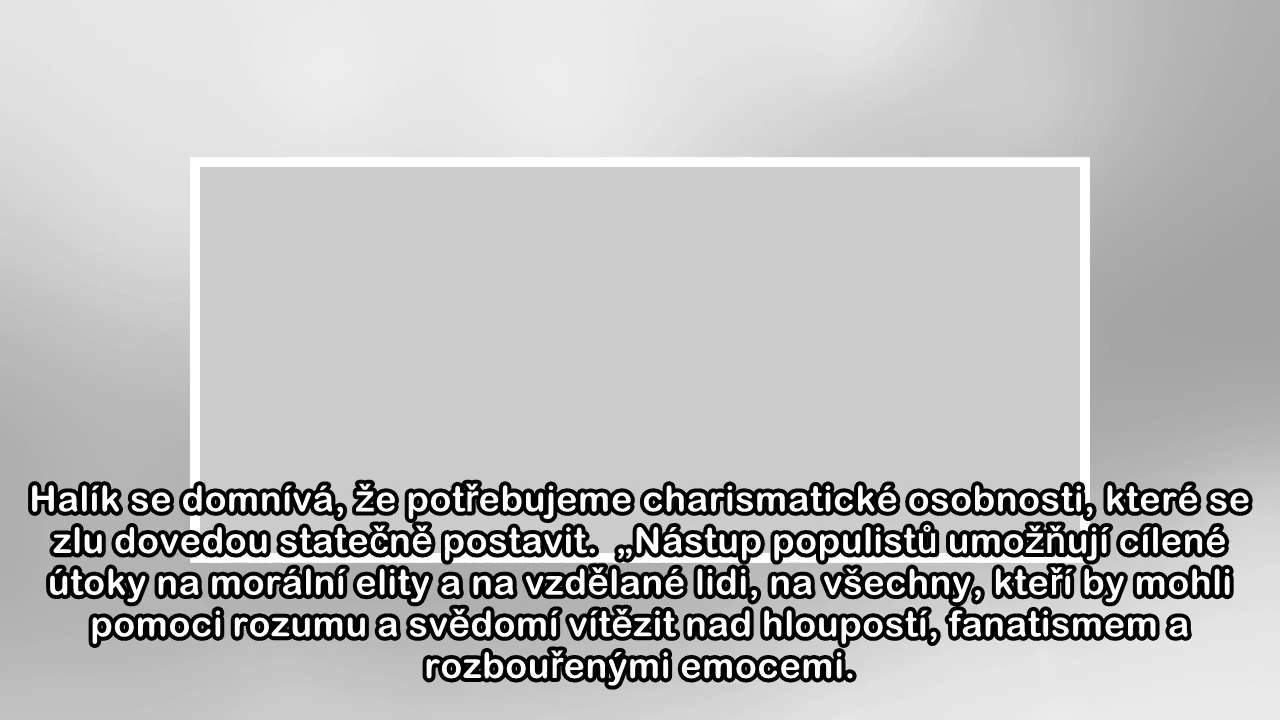 Halík se domnívá, že potřebujeme charismatické osobnosti, které se
zlu dovedou statečně postavit.  „Nástup populistů umožňují cílené
útoky na morální elity a na vzdělané lidi, na všechny, kteří by mohli
pomoci rozumu a svědomí vítězit nad hloupostí, fanatismem a
rozbouřenými emocemi.